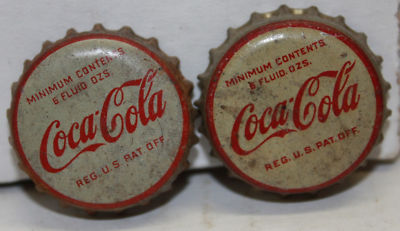 MINIMUM CONTENTS
6 FLUID. OZS.
Coca-Cola
REG. U.S. PAT. OFF.
MINIMUM CONTENTS
6 FLUID. OZS.
Coca-Cola
REG. U.S. PAT. OFF.